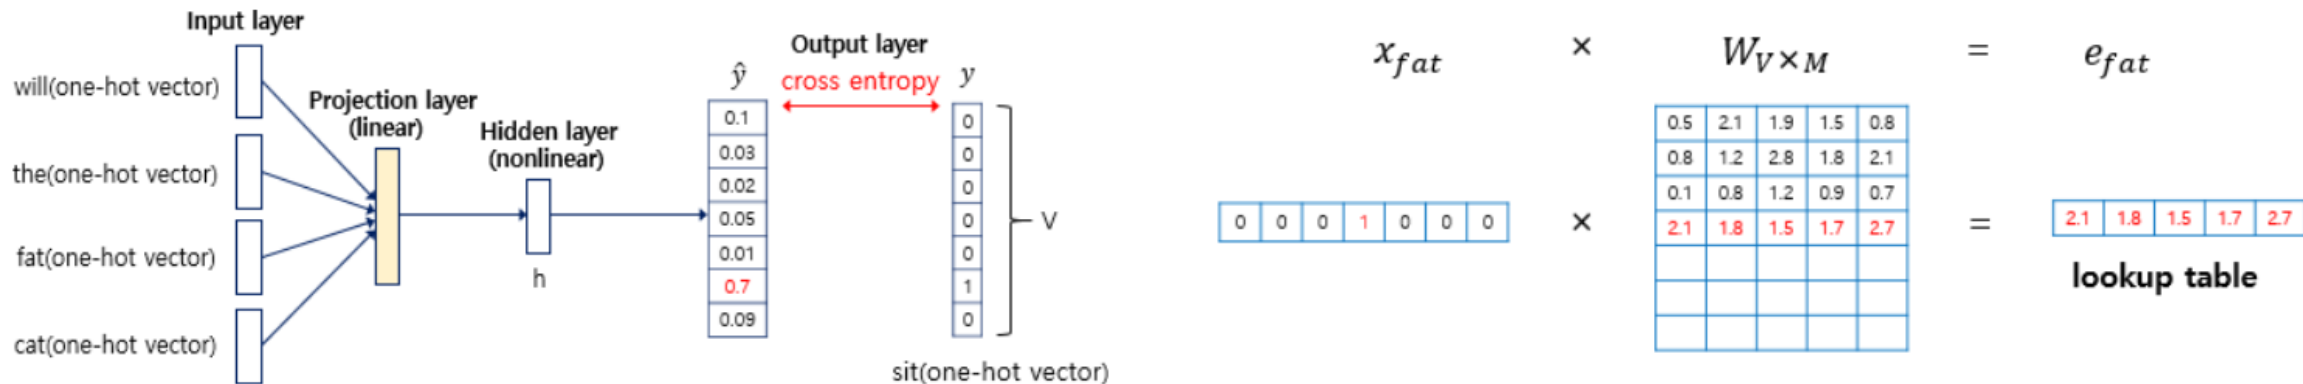 Input layer
will(one-hot vector)
the(one-hot vector)
fat(one-hot vector)
cat(one-hot vector)
Projection layer
(linear)
Hidden layer
(nonlinear)
h
Output layer
ŷ
cross entropy
y
0.1
0.03
0.02
0.05
0.01
0.7
0.09
0
0
0
0
0
1
0
V
sit(one-hot vector)
x_fat × W_V×M = e_fat
0 0 0 1 0 0 0
×
0.5 2.1 1.9 1.5 0.8
0.8 1.2 2.8 1.8 2.1
0.1 0.8 1.2 0.9 0.7
2.1 1.8 1.5 1.7 2.7
=
2.1 1.8 1.5 1.7 2.7
lookup table